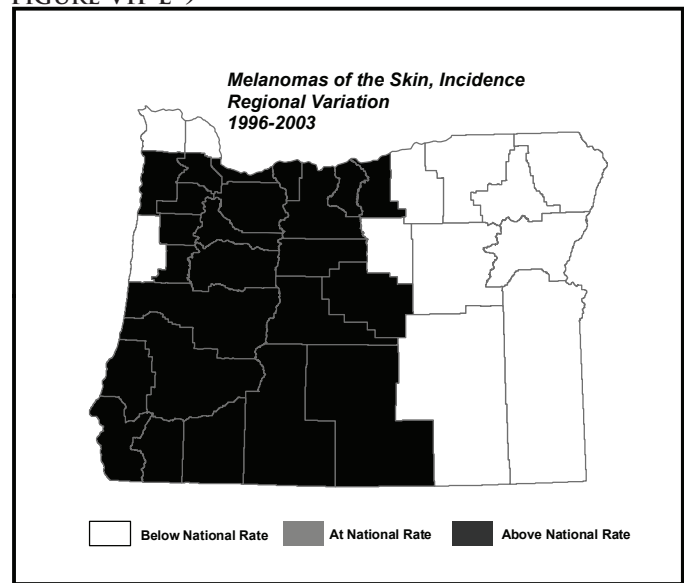 FIGURE VII-E-9
Melanomas of the Skin, Incidence
Regional Variation
1996-2003
Below National Rate At National Rate Above National Rate